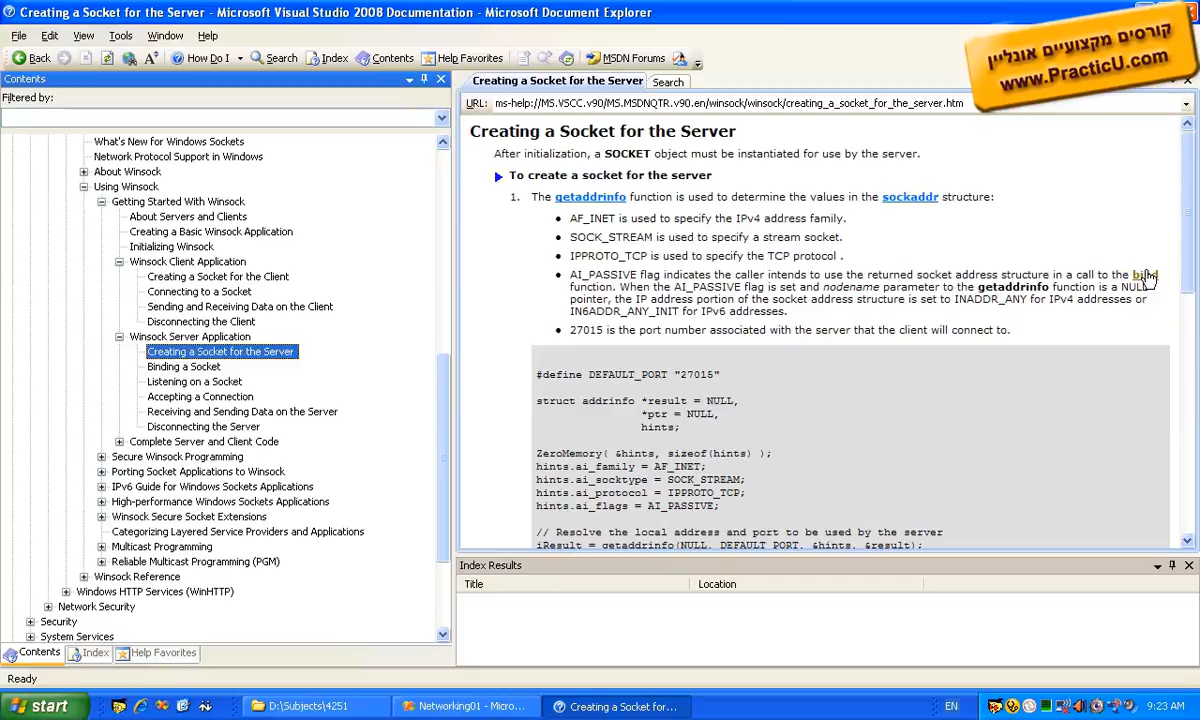 Creating a Socket for the Server - Microsoft Visual Studio 2008 Documentation - Microsoft Document Explorer
File Edit View Tools Window Help
קורסים מקצועיים אונליין
www.PracticU.com
Back How Do I Search Index Contents Help Favorites MSDN Forums
Contents
Filtered by:
What's New for Windows Sockets
Network Protocol Support in Windows
About Winsock
Using Winsock
Getting Started With Winsock
About Servers and Clients
Creating a Basic Winsock Application
Initializing Winsock
Winsock Client Application
Creating a Socket for the Client
Connecting to a Socket
Sending and Receiving Data on the Client
Disconnecting the Client
Winsock Server Application
Creating a Socket for the Server
Binding a Socket
Listening on a Socket
Accepting a Connection
Receiving and Sending Data on the Server
Disconnecting the Server
Complete Server and Client Code
Secure Winsock Programming
Porting Socket Applications to Winsock
IPv6 Guide for Windows Sockets Applications
High-performance Windows Sockets Applications
Winsock Secure Socket Extensions
Categorizing Layered Service Providers and Applications
Multicast Programming
Reliable Multicast Programming (PGM)
Winsock Reference
Windows HTTP Services (WinHTTP)
Network Security
Security
System Services
Contents Index Help Favorites
Creating a Socket for the Server Search
URL: ms-help://MS.VSCC.v90/MS.MSDNQTR.v90.en/winsock/winsock/creating_a_socket_for_the_server.htm
Creating a Socket for the Server
After initialization, a SOCKET object must be instantiated for use by the server.
To create a socket for the server
1. The getaddrinfo function is used to determine the values in the sockaddr structure:
• AF_INET is used to specify the IPv4 address family.
• SOCK_STREAM is used to specify a stream socket.
• IPPROTO_TCP is used to specify the TCP protocol .
• AI_PASSIVE flag indicates the caller intends to use the returned socket address structure in a call to the bind
function. When the AI_PASSIVE flag is set and nodename parameter to the getaddrinfo function is a NULL
pointer, the IP address portion of the socket address structure is set to INADDR_ANY for IPv4 addresses or
IN6ADDR_ANY_INIT for IPv6 addresses.
• 27015 is the port number associated with the server that the client will connect to.
#define DEFAULT_PORT "27015"
struct addrinfo *result = NULL,
*ptr = NULL,
hints;
ZeroMemory( &hints, sizeof(hints) );
hints.ai_family = AF_INET;
hints.ai_socktype = SOCK_STREAM;
hints.ai_protocol = IPPROTO_TCP;
hints.ai_flags = AI_PASSIVE;
// Resolve the local address and port to be used by the server
iResult = getaddrinfo(NULL, DEFAULT_PORT, &hints, &result);
Index Results
Title Location
Ready
start D:\Subjects\4251 Networking01 - Micro... Creating a Socket for... EN 9:23 AM